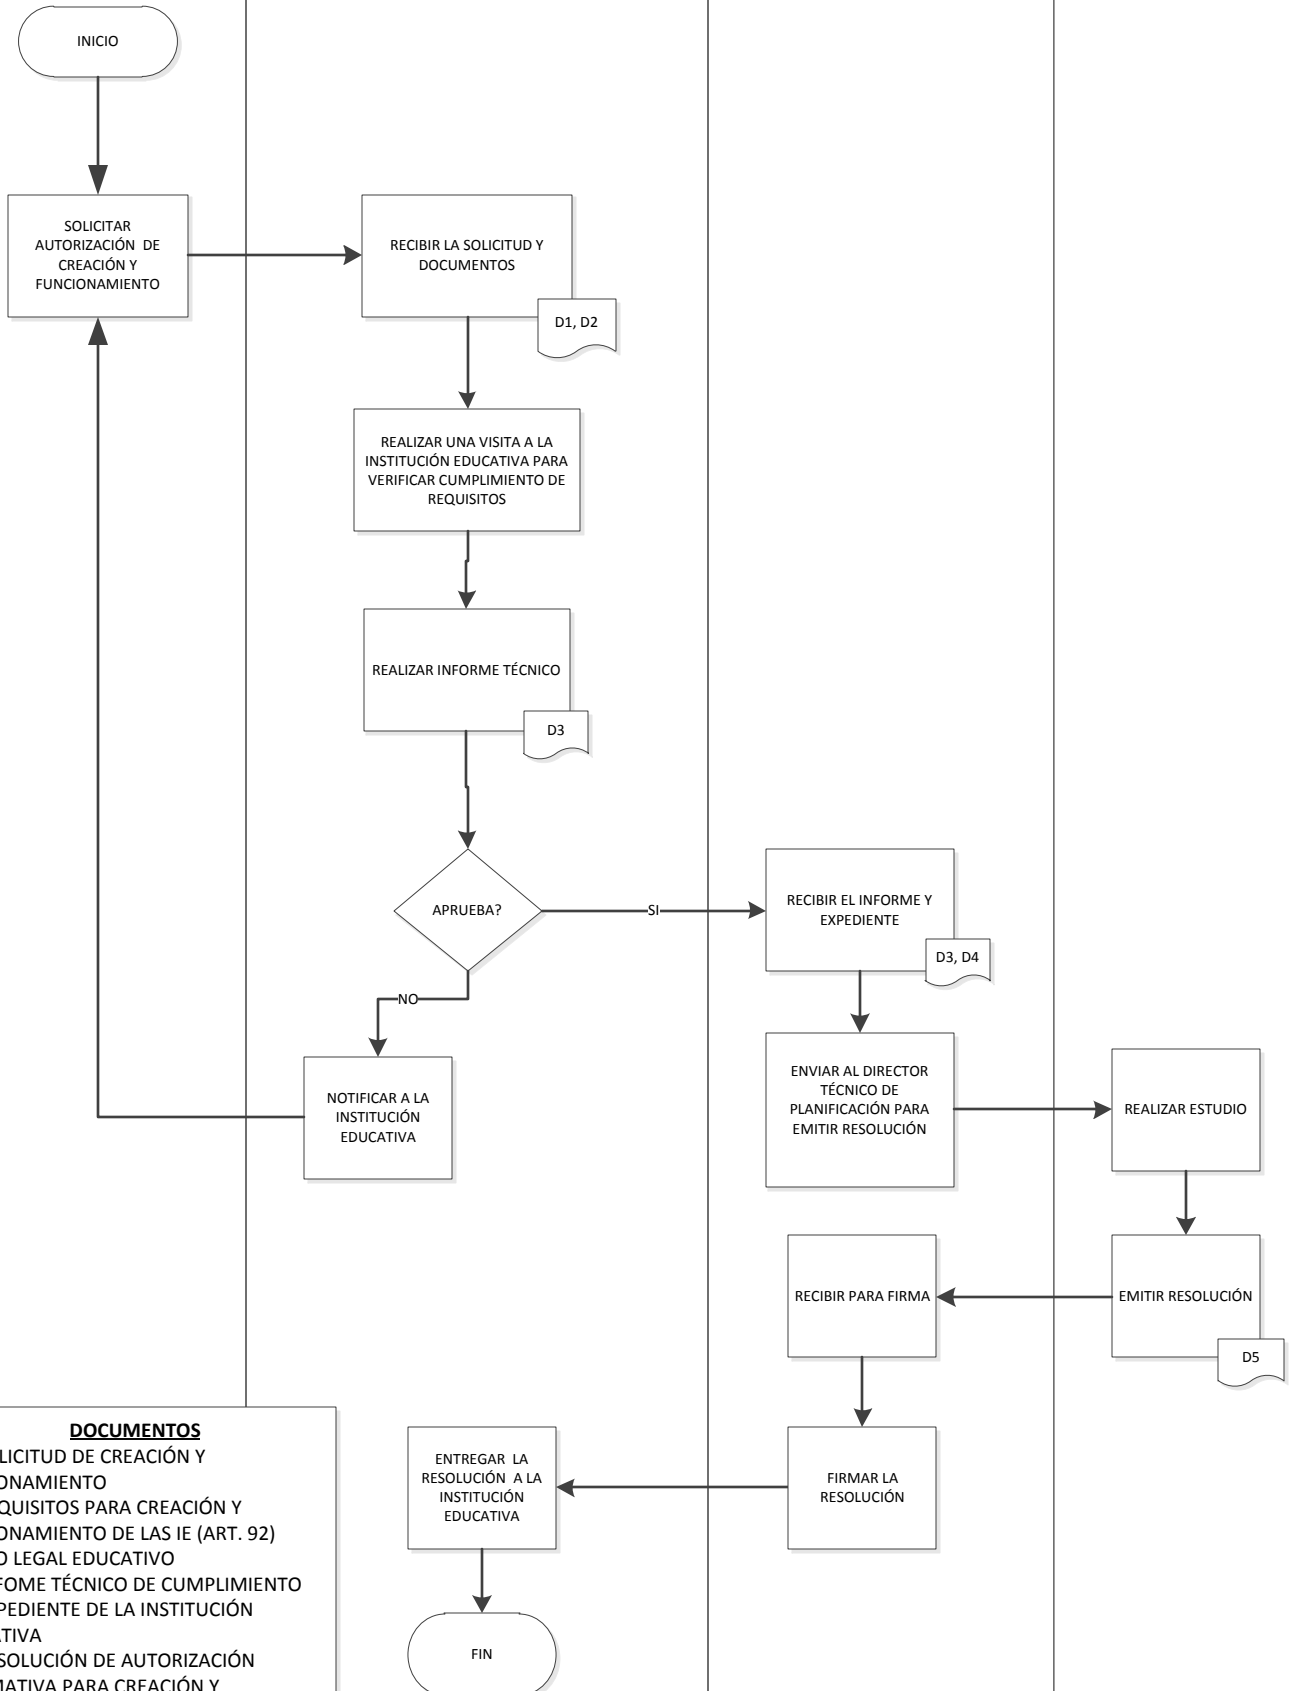 INICIO
SOLICITAR
AUTORIZACIÓN DE
CREACIÓN Y
FUNCIONAMIENTO
RECIBIR LA SOLICITUD Y
DOCUMENTOS
D1, D2
REALIZAR UNA VISITA A LA
INSTITUCIÓN EDUCATIVA PARA
VERIFICAR CUMPLIMIENTO DE
REQUISITOS
REALIZAR INFORME TÉCNICO
D3
APRUEBA?
SI
NO
RECIBIR EL INFORME Y
EXPEDIENTE
D3, D4
NOTIFICAR A LA
INSTITUCIÓN
EDUCATIVA
ENVIAR AL DIRECTOR
TÉCNICO DE
PLANIFICACIÓN PARA
EMITIR RESOLUCIÓN
REALIZAR ESTUDIO
RECIBIR PARA FIRMA
EMITIR RESOLUCIÓN
D5
ENTREGAR LA
RESOLUCIÓN A LA
INSTITUCIÓN
EDUCATIVA
FIRMAR LA
RESOLUCIÓN
FIN
DOCUMENTOS
LICITUD DE CREACIÓN Y
ONAMIENTO
QUISITOS PARA CREACIÓN Y
ONAMIENTO DE LAS IE (ART. 92)
O LEGAL EDUCATIVO
FOME TÉCNICO DE CUMPLIMIENTO
PEDIENTE DE LA INSTITUCIÓN
ATIVA
SOLUCIÓN DE AUTORIZACIÓN
MATIVA PARA CREACIÓN Y